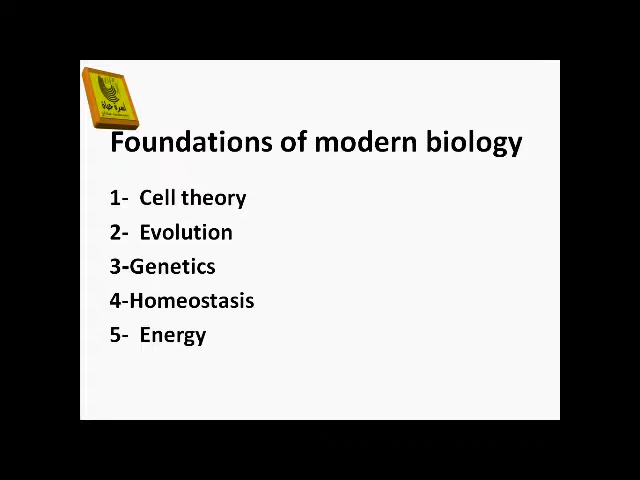 Foundations of modern biology
1- Cell theory
2- Evolution
3-Genetics
4-Homeostasis
5- Energy